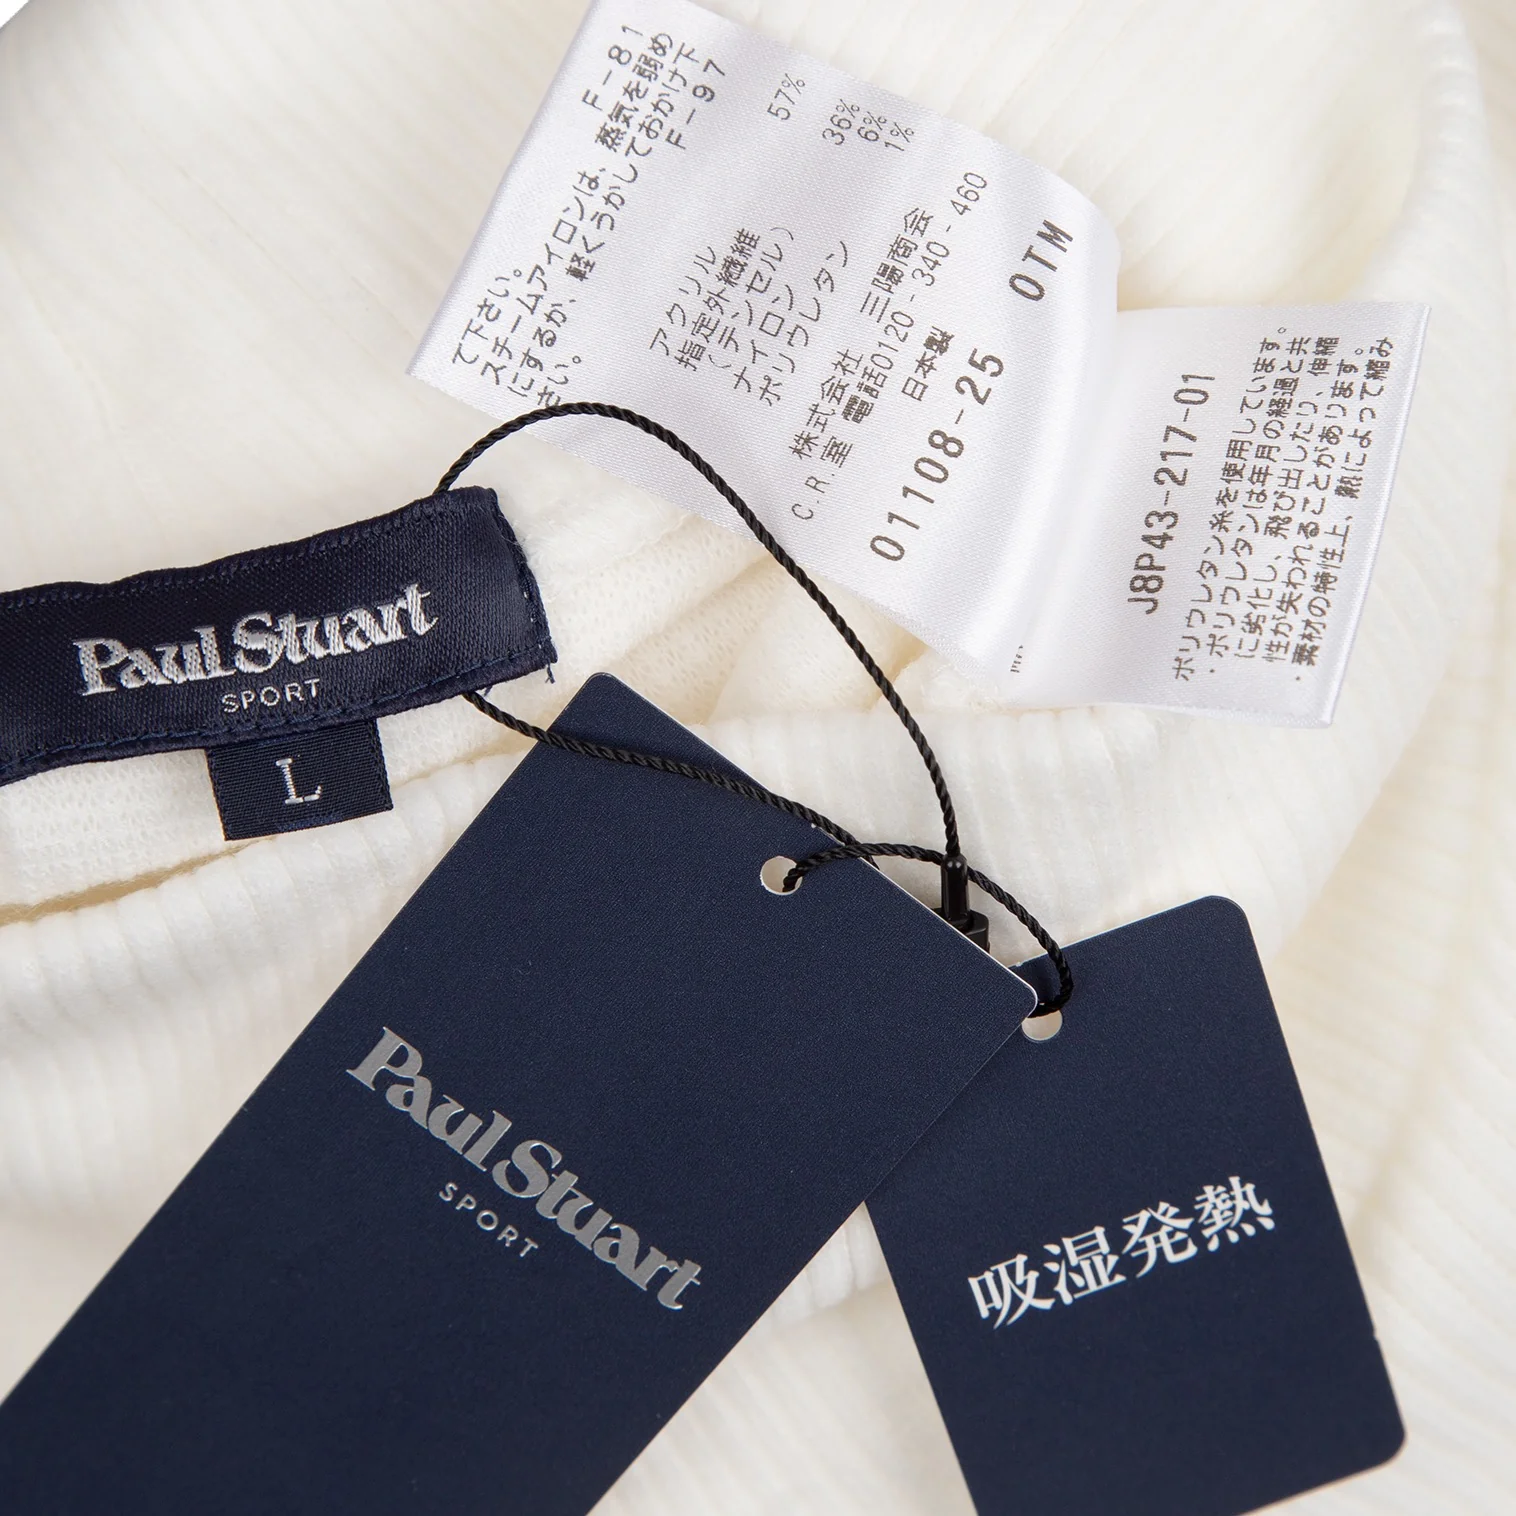 F-81
て下さい。
スチームアイロンは、蒸気を弱め
にするか、軽くうかしておかけ下
さい。
F-97
アクリル 57%
指定外繊維
(テンセル) 36%
ナイロン 6%
ポリウレタン 1%
株式会社 三陽商会
C.R.室 電話0120-340-460
日本製
01108-25 OTM
J8P43-217-01
ポリウレタン糸を使用しています。
・ポリウレタンは年月の経過と共
に劣化し、飛び出したり、伸縮
性が失われることがあります。
・素材の特性上、熱によって縮み
Paul Stuart
SPORT
L
Paul Stuart
SPORT
吸湿発熱